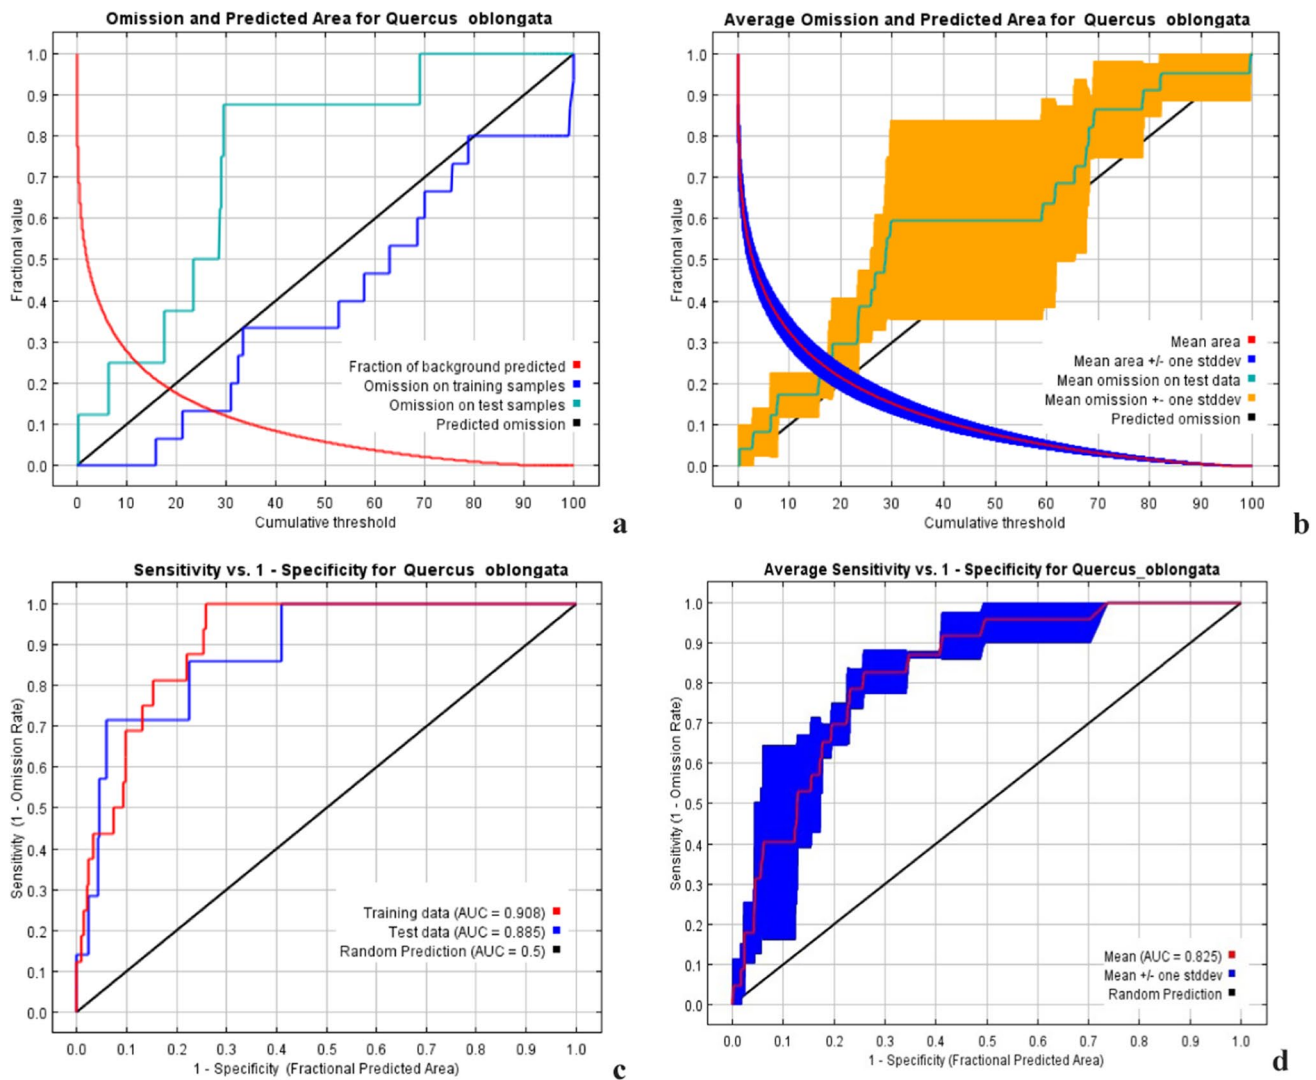 Omission and Predicted Area for Quercus oblongata
Fractional value
1.0
0.9
0.8
0.7
0.6
0.5
0.4
0.3
0.2
0.1
0.0
Fraction of background predicted
Omission on training samples
Omission on test samples
Predicted omission
0 10 20 30 40 50 60 70 80 90 100
Cumulative threshold
a
Average Omission and Predicted Area for Quercus oblongata
Fractional value
1.0
0.9
0.8
0.7
0.6
0.5
0.4
0.3
0.2
0.1
0.0
Mean area
Mean area +/- one stddev
Mean omission on test data
Mean omission +- one stddev
Predicted omission
0 10 20 30 40 50 60 70 80 90 100
Cumulative threshold
b
Sensitivity vs. 1 - Specificity for Quercus oblongata
Sensitivity (1 - Omission Rate)
1.0
0.9
0.8
0.7
0.6
0.5
0.4
0.3
0.2
0.1
0.0
Training data (AUC = 0.908)
Test data (AUC = 0.885)
Random Prediction (AUC = 0.5)
0.0 0.1 0.2 0.3 0.4 0.5 0.6 0.7 0.8 0.9 1.0
1 - Specificity (Fractional Predicted Area)
c
Average Sensitivity vs. 1 - Specificity for Quercus_oblongata
Sensitivity (1 - Omission Rate)
1.0
0.9
0.8
0.7
0.6
0.5
0.4
0.3
0.2
0.1
0.0
Mean (AUC = 0.825)
Mean +/- one stddev
Random Prediction
0.0 0.1 0.2 0.3 0.4 0.5 0.6 0.7 0.8 0.9 1.0
1 - Specificity (Fractional Predicted Area)
d